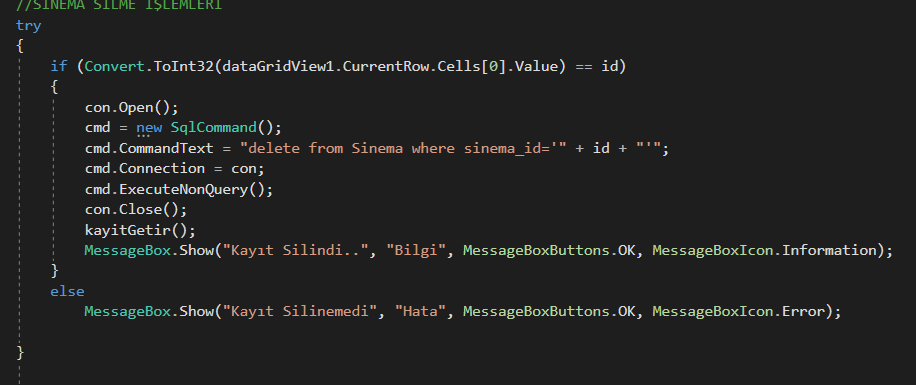 //SİNEMA SİLME İŞLEMLERİ
try
{
if (Convert.ToInt32(dataGridView1.CurrentRow.Cells[0].Value) == id)
{
con.Open();
cmd = new SqlCommand();
cmd.CommandText = "delete from Sinema where sinema_id='" + id + "'";
cmd.Connection = con;
cmd.ExecuteNonQuery();
con.Close();
kayitGetir();
MessageBox.Show("Kayıt Silindi..", "Bilgi", MessageBoxButtons.OK, MessageBoxIcon.Information);
}
else
MessageBox.Show("Kayıt Silinemedi", "Hata", MessageBoxButtons.OK, MessageBoxIcon.Error);
}